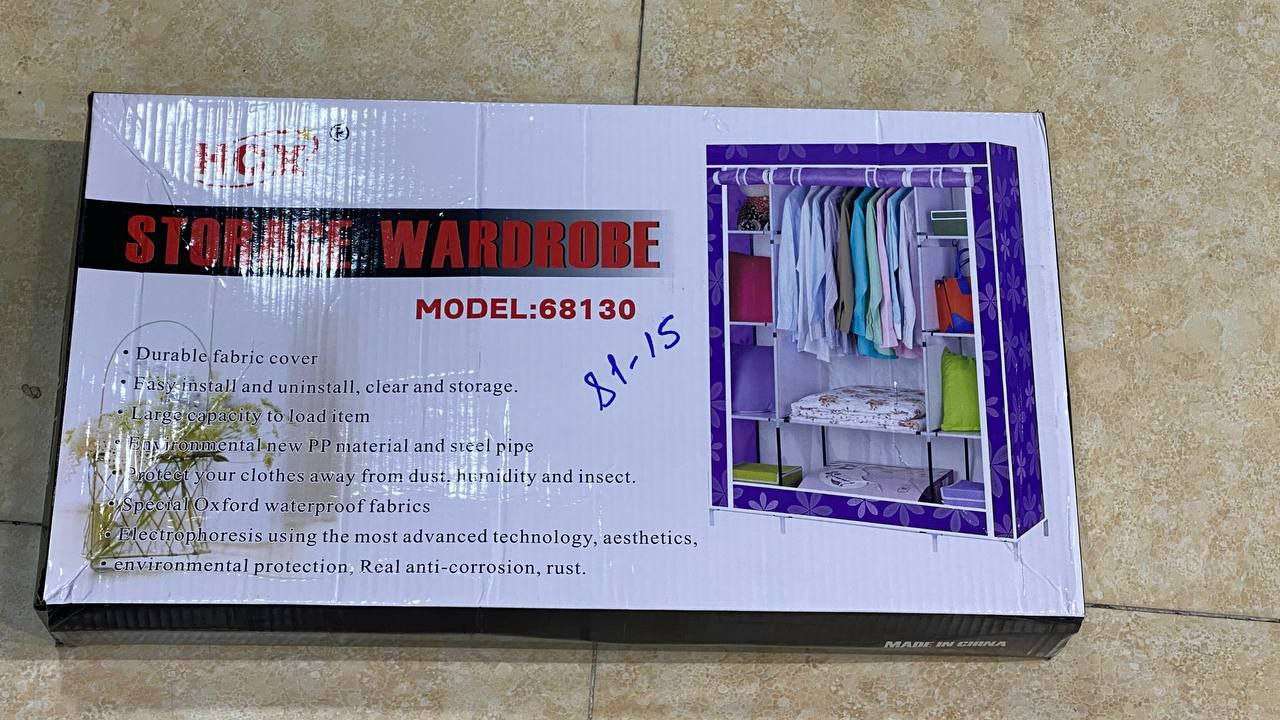 HCX
®
STORAGE WARDROBE
MODEL:68130
81-15
• Durable fabric cover
• Easy install and uninstall, clear and storage.
• Large capacity to load item
• Environmental new PP material and steel pipe
• Protect your clothes away from dust, humidity and insect.
• Special Oxford waterproof fabrics
• Electrophoresis using the most advanced technology, aesthetics,
• environmental protection, Real anti-corrosion, rust.
MADE IN CHINA